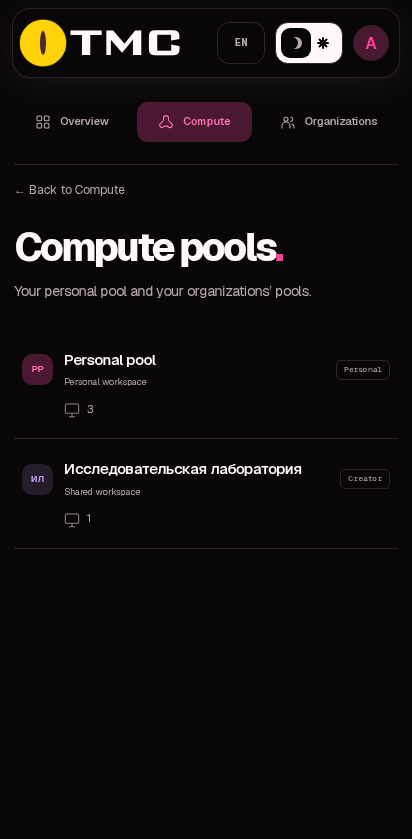 TMC
EN
A
Overview
Compute
Organizations
← Back to Compute
Compute pools.
Your personal pool and your organizations' pools.
PP
Personal pool
Personal
Personal workspace
3
ИЛ
Исследовательская лаборатория
Creator
Shared workspace
1